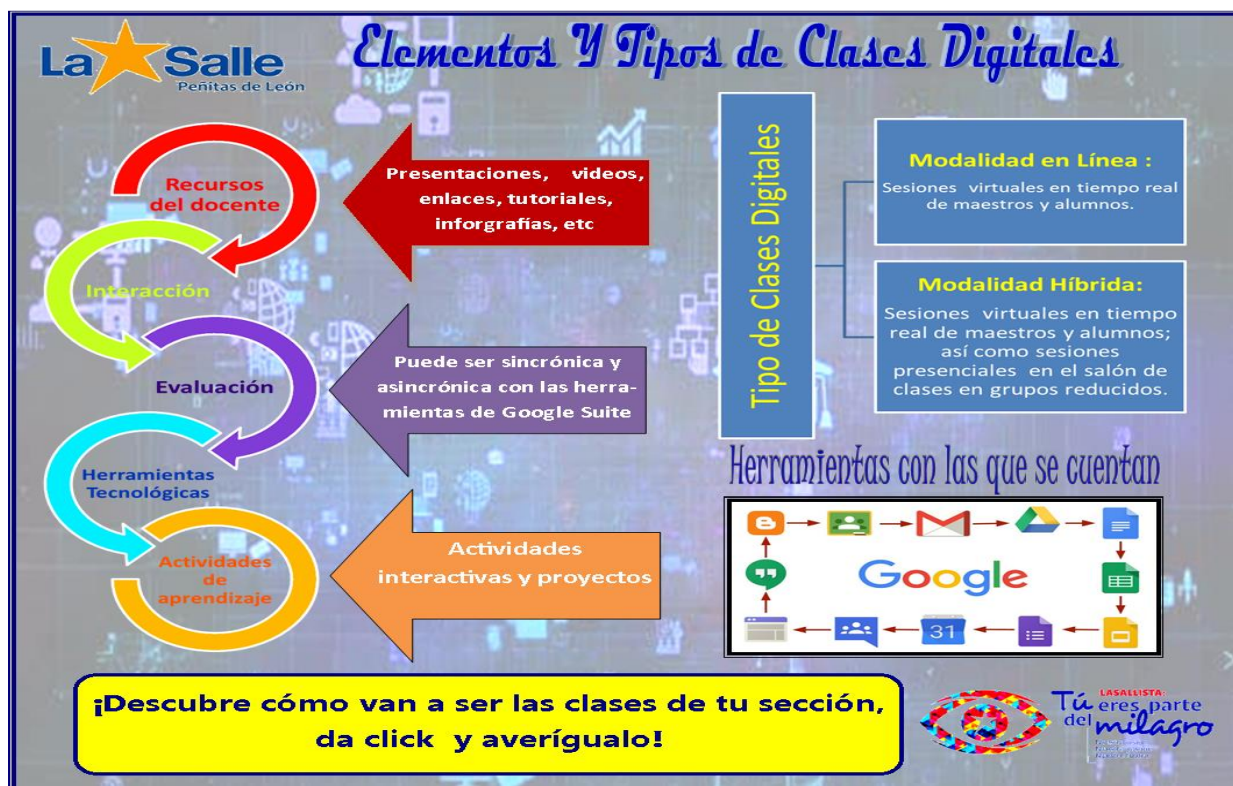 La Salle
Peñitas de León
Elementos Y Tipos de Clases Digitales
Recursos
del docente
Interacción
Evaluación
Herramientas
Tecnológicas
Actividades
de
aprendizaje
Presentaciones, videos,
enlaces, tutoriales,
inforgrafías, etc
Puede ser sincrónica y
asincrónica con las herra-
mientas de Google Suite
Actividades
interactivas y proyectos
Tipo de Clases Digitales
Modalidad en Línea :
Sesiones virtuales en tiempo real
de maestros y alumnos.
Modalidad Híbrida:
Sesiones virtuales en tiempo
real de maestros y alumnos;
así como sesiones
presenciales en el salón de
clases en grupos reducidos.
Herramientas con las que se cuentan
Google
31
¡Descubre cómo van a ser las clases de tu sección,
da click y averígualo!
LASALLISTA:
Tú eres parte
del milagro